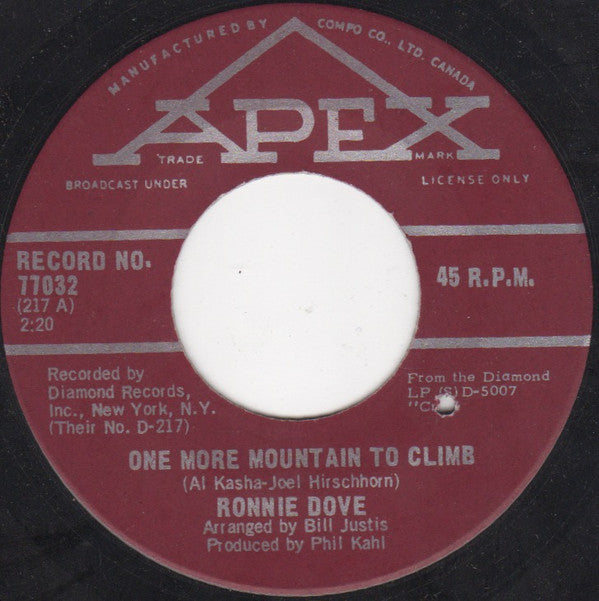 MANUFACTURED BY COMPO CO., LTD. CANADA
APEX
TRADE MARK
BROADCAST UNDER LICENSE ONLY
RECORD NO.
77032
(217 A)
2:20
45 R.P.M.
Recorded by
Diamond Records,
Inc., New York, N.Y.
(Their No. D-217)
From the Diamond
LP (S)D-5007
ONE MORE MOUNTAIN TO CLIMB
(Al Kasha-Joel Hirschhorn)
RONNIE DOVE
Arranged by Bill Justis
Produced by Phil Kahl